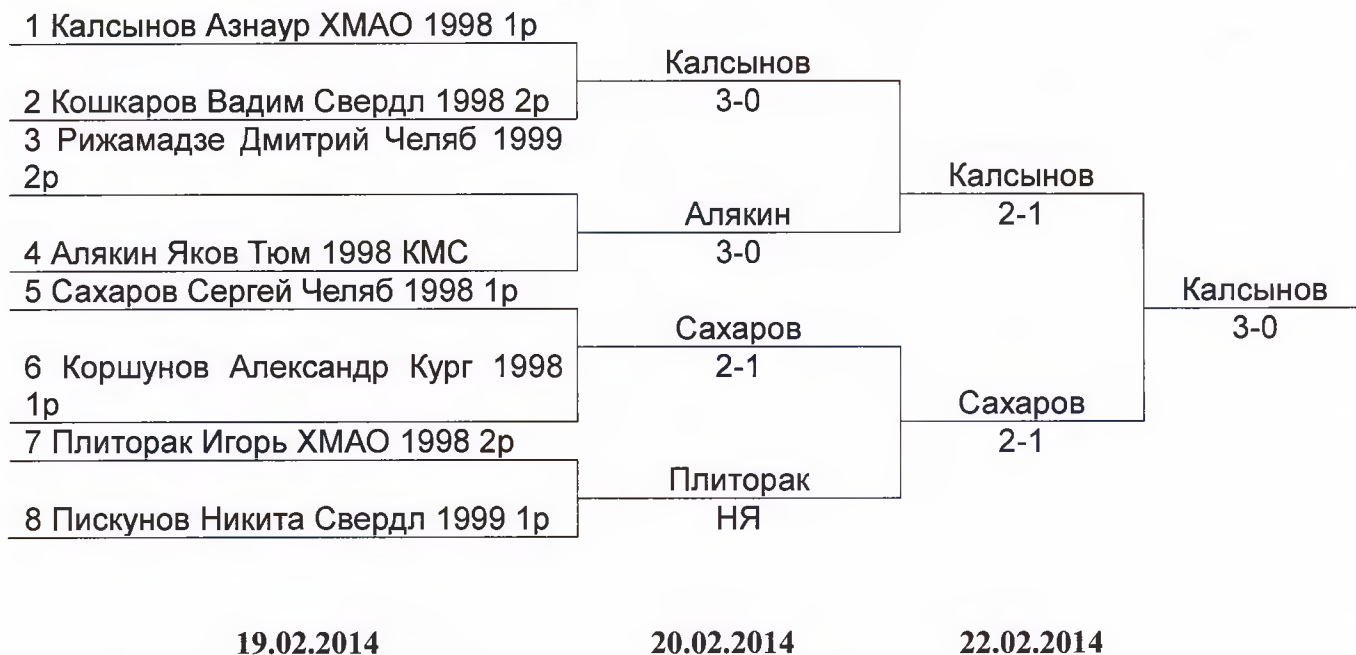 1 Калсынов Азнаур ХМАО 1998 1р
Калсынов
3-0
2 Кошкаров Вадим Свердл 1998 2р
3 Рижамадзе Дмитрий Челяб 1999
2р
Калсынов
2-1
Алякин
3-0
4 Алякин Яков Тюм 1998 КМС
5 Сахаров Сергей Челяб 1998 1р
Калсынов
3-0
Сахаров
2-1
6 Коршунов Александр Кург 1998
1р
Сахаров
2-1
7 Плиторак Игорь ХМАО 1998 2р
Плиторак
НЯ
8 Пискунов Никита Свердл 1999 1р
19.02.2014 20.02.2014 22.02.2014